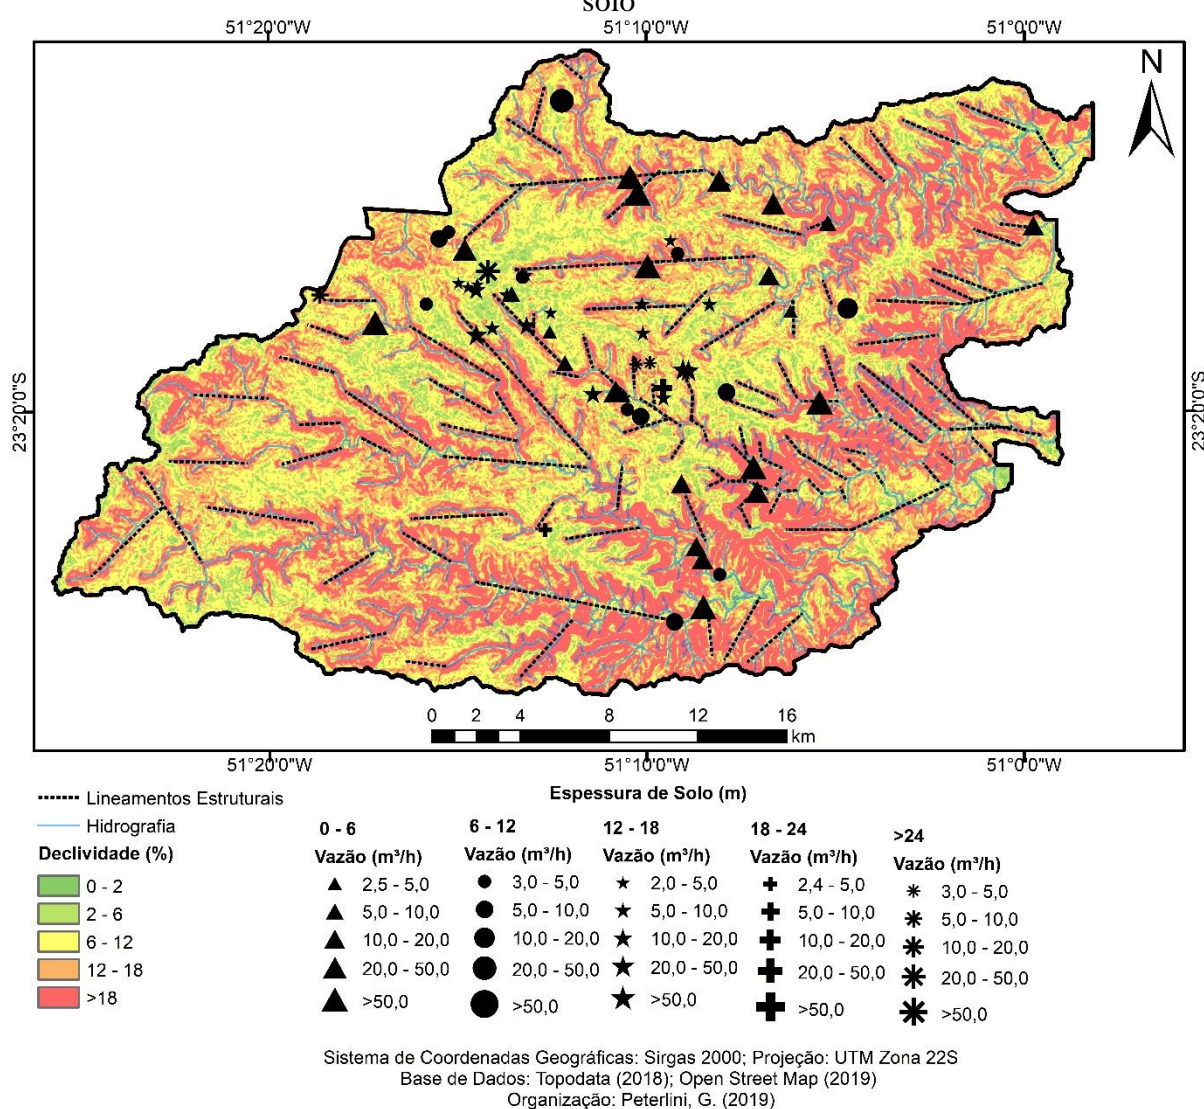 solo
51°20'0"W 51°10'0"W 51°0'0"W
N
23°20'0"S
23°20'0"S
0 2 4 8 12 16
km
51°20'0"W 51°10'0"W 51°0'0"W
Lineamentos Estruturais
Hidrografia
Declividade (%)
0 - 2
2 - 6
6 - 12
12 - 18
>18
Espessura de Solo (m)
0 - 6
Vazão (m³/h)
2,5 - 5,0
5,0 - 10,0
10,0 - 20,0
20,0 - 50,0
>50,0
6 - 12
Vazão (m³/h)
3,0 - 5,0
5,0 - 10,0
10,0 - 20,0
20,0 - 50,0
>50,0
12 - 18
Vazão (m³/h)
2,0 - 5,0
5,0 - 10,0
10,0 - 20,0
20,0 - 50,0
>50,0
18 - 24
Vazão (m³/h)
2,4 - 5,0
5,0 - 10,0
10,0 - 20,0
20,0 - 50,0
>50,0
>24
Vazão (m³/h)
3,0 - 5,0
5,0 - 10,0
10,0 - 20,0
20,0 - 50,0
>50,0
Sistema de Coordenadas Geográficas: Sirgas 2000; Projeção: UTM Zona 22S
Base de Dados: Topodata (2018); Open Street Map (2019)
Organização: Peterlini, G. (2019)